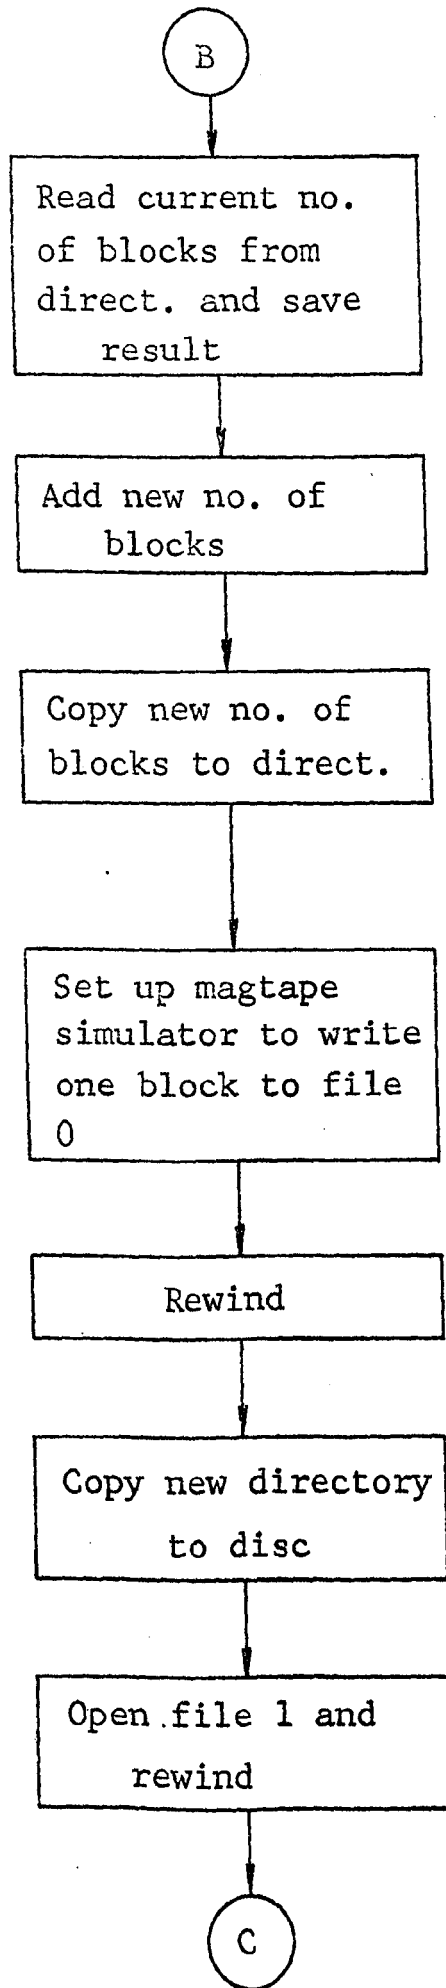 B
Read current no.
of blocks from
direct. and save
result
Add new no. of
blocks
Copy new no. of
blocks to direct.
Set up magtape
simulator to write
one block to file
0
Rewind
Copy new directory
to disc
Open file 1 and
rewind
C